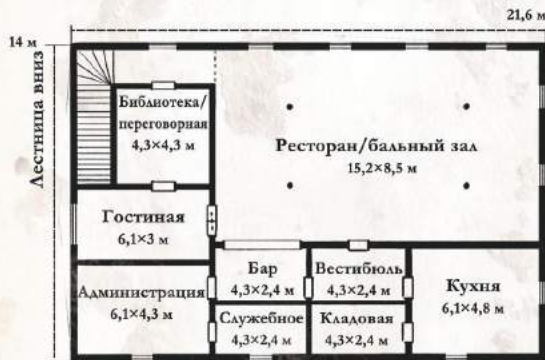 21,6 м
14 м
Лестница вниз
Библиотека/
переговорная
4,3×4,3 м
Ресторан/бальный зал
15,2×8,5 м
Гостиная
6,1×3 м
Бар
4,3×2,4 м
Вестибюль
4,3×2,4 м
Кухня
6,1×4,8 м
Администрация
6,1×4,3 м
Служебное
4,3×2,4 м
Кладовая
4,3×2,4 м